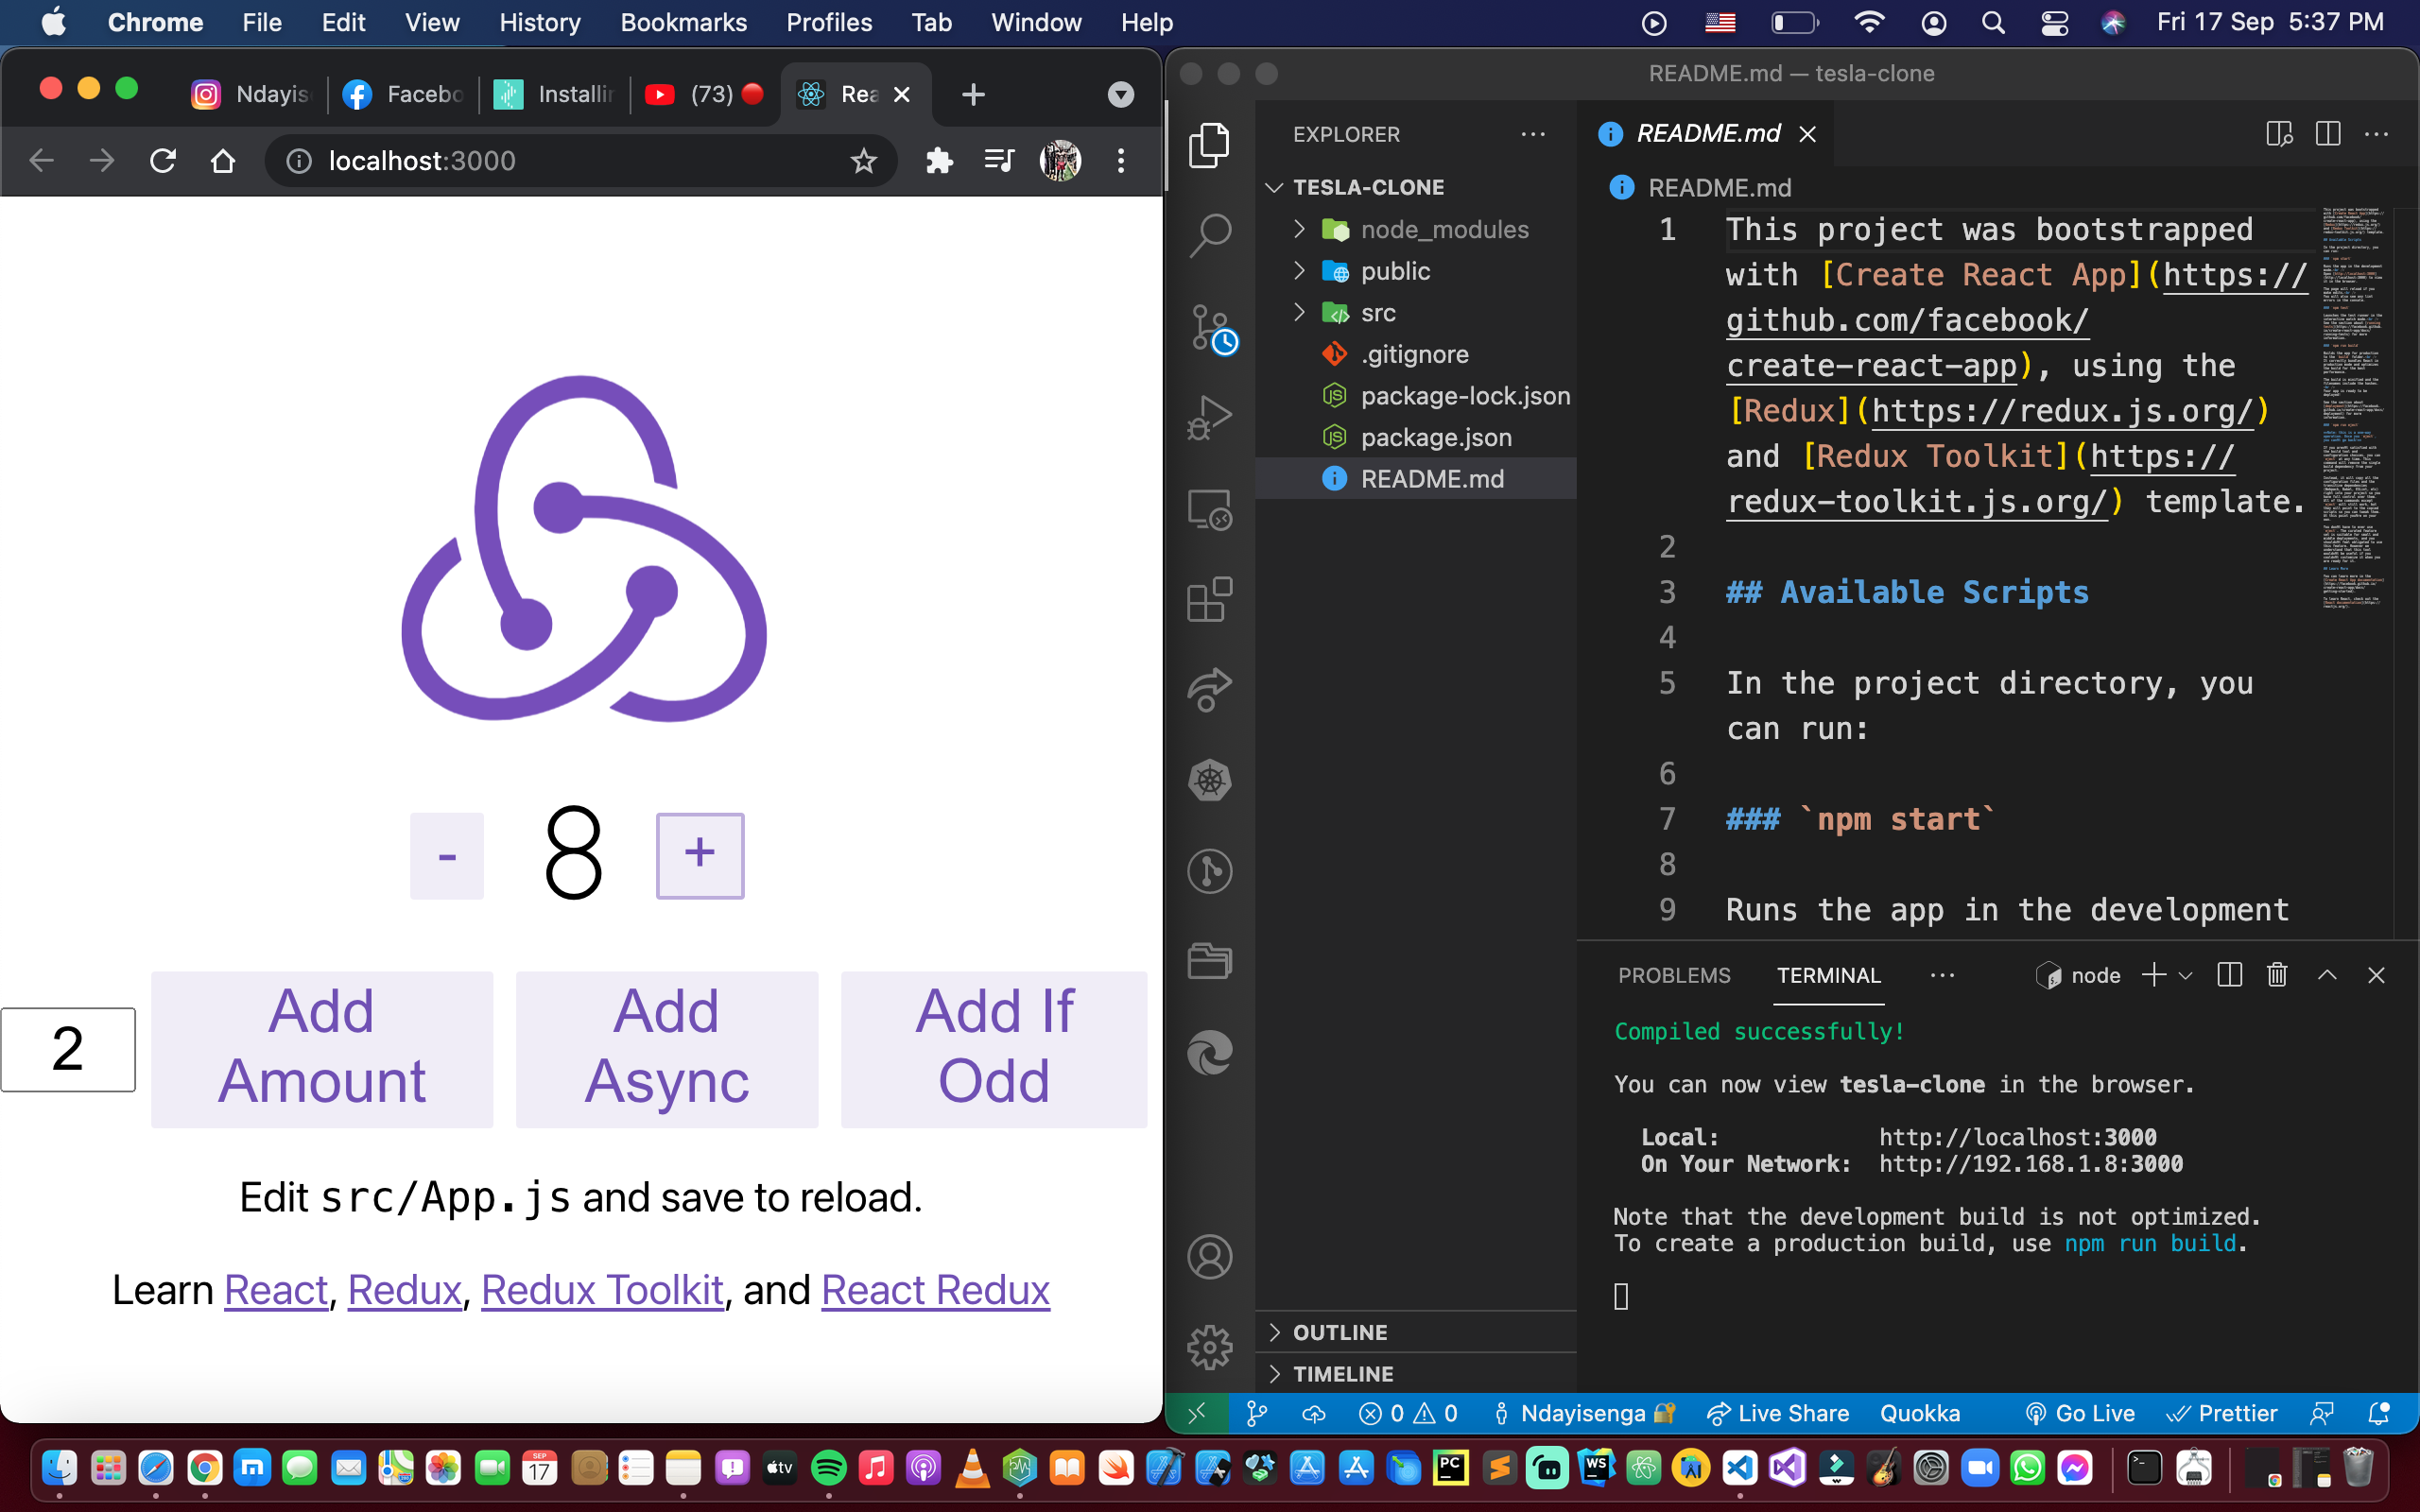 Chrome File Edit View History Bookmarks Profiles Tab Window Help
Fri 17 Sep 5:37 PM
Ndayis
Facebo
Installin
(73)
Rea
localhost:3000
8
-
+
2
Add Amount
Add Async
Add If Odd
Edit src/App.js and save to reload.
Learn React, Redux, Redux Toolkit, and React Redux
README.md — tesla-clone
EXPLORER
TESLA-CLONE
node_modules
public
src
.gitignore
package-lock.json
package.json
README.md
OUTLINE
TIMELINE
README.md
README.md
1 This project was bootstrapped
with [Create React App](https://
github.com/facebook/
create-react-app), using the
[Redux](https://redux.js.org/)
and [Redux Toolkit](https://
redux-toolkit.js.org/) template.
2
3 ## Available Scripts
4
5 In the project directory, you
can run:
6
7 ### `npm start`
8
9 Runs the app in the development
PROBLEMS TERMINAL
node
Compiled successfully!
You can now view tesla-clone in the browser.
Local: http://localhost:3000
On Your Network: http://192.168.1.8:3000
Note that the development build is not optimized.
To create a production build, use npm run build.
0 0 Ndayisenga Live Share Quokka Go Live Prettier
SEP
17
tv
PC
WS